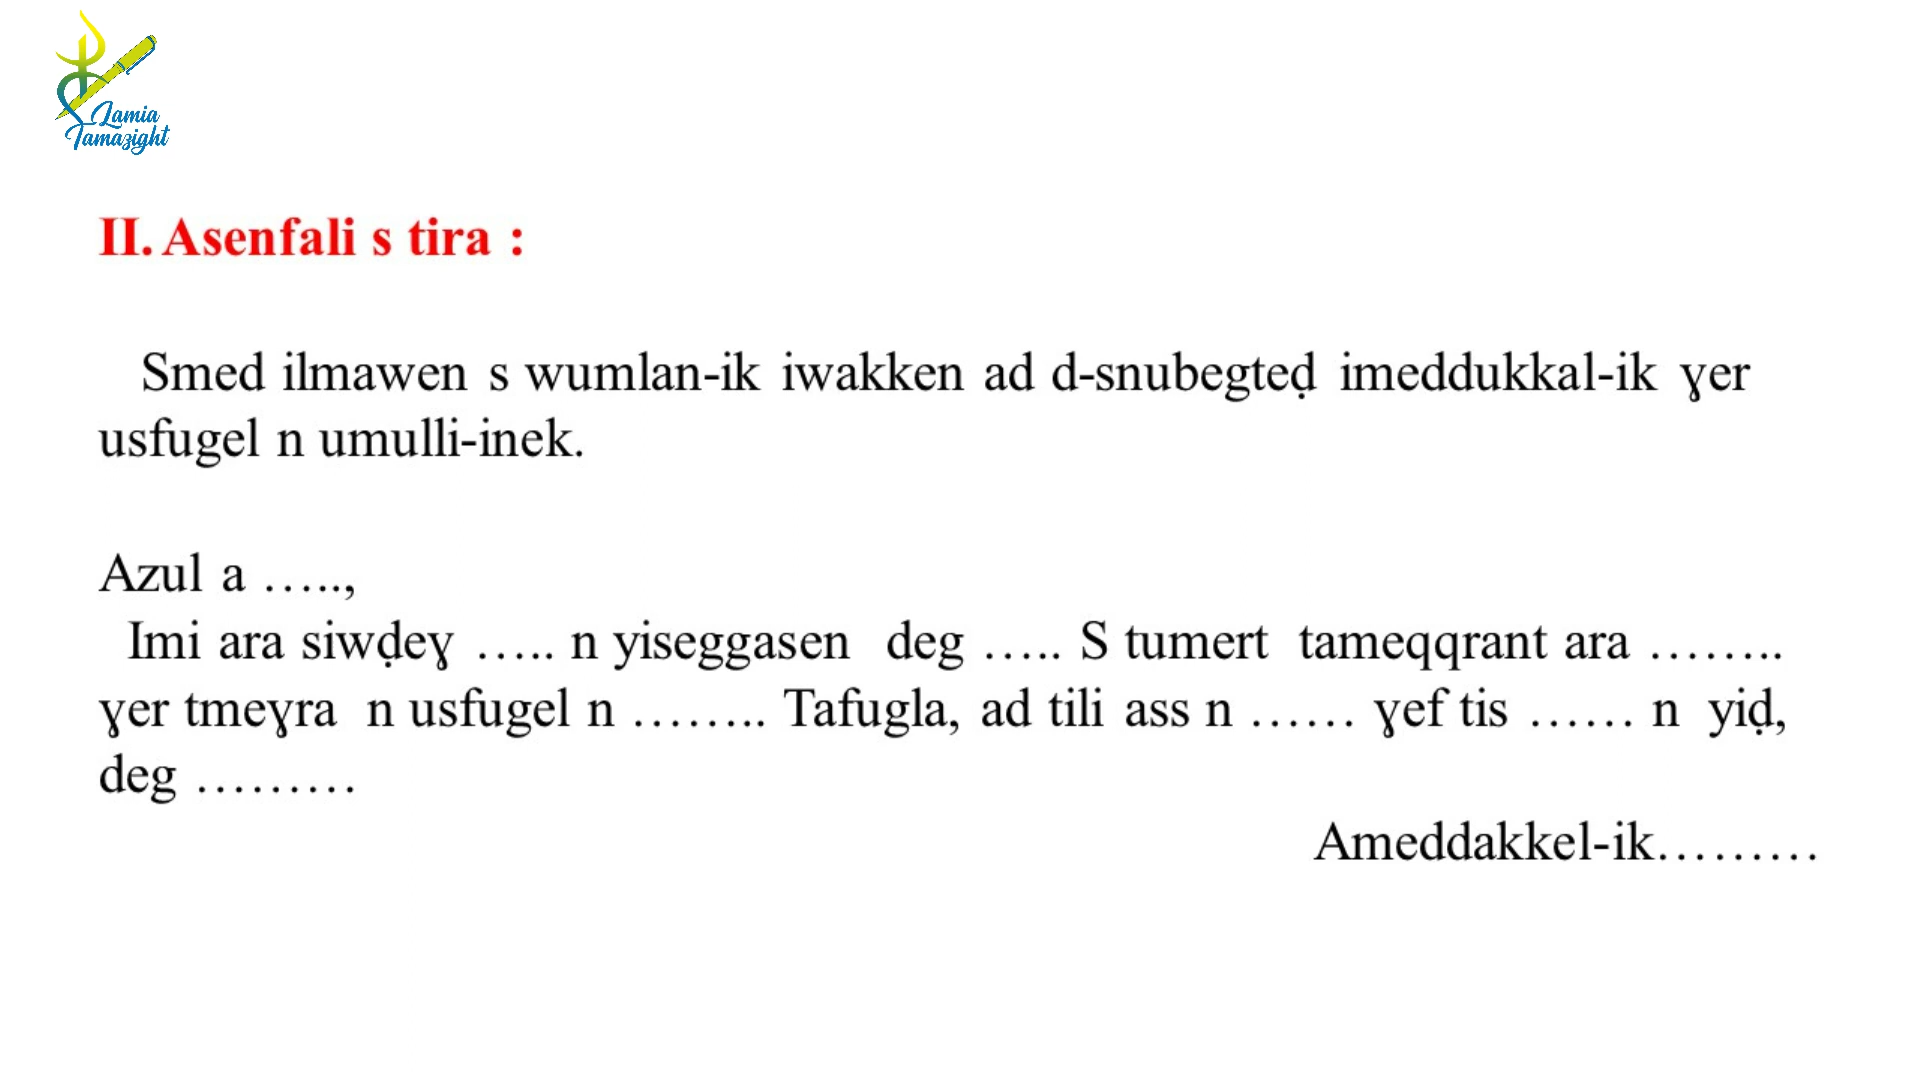 Lamia
Tamazight
II. Asenfali s tira :
Smed ilmawen s wumlan-ik iwakken ad d-snubegteḍ imeddukkal-ik ɣer
usfugel n umulli-inek.
Azul a …..,
Imi ara siwḍeɣ ….. n yiseggasen deg ….. S tumert tameqqrant ara ……..
ɣer tmeɣra n usfugel n …….. Tafugla, ad tili ass n …… ɣef tis …… n yiḍ,
deg ………
Ameddakkel-ik………